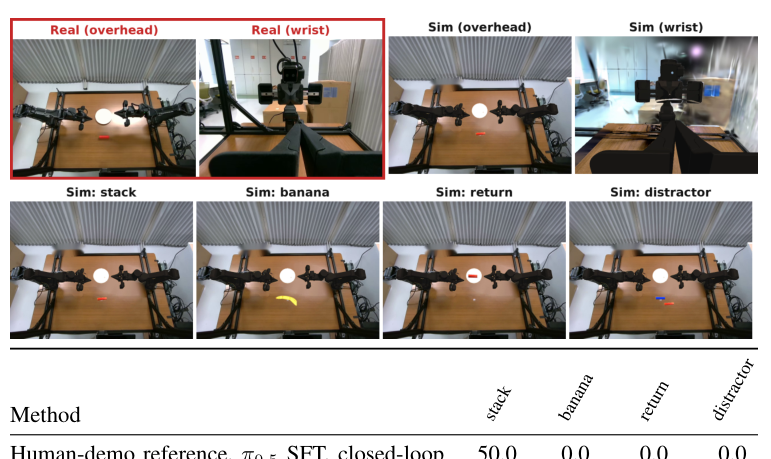 Real (overhead) Real (wrist) Sim (overhead) Sim (wrist)
Sim: stack Sim: banana Sim: return Sim: distractor
Method stack banana return distractor
Human-demo reference, π0.5 SFT, closed-loop 50.0 0.0 0.0 0.0